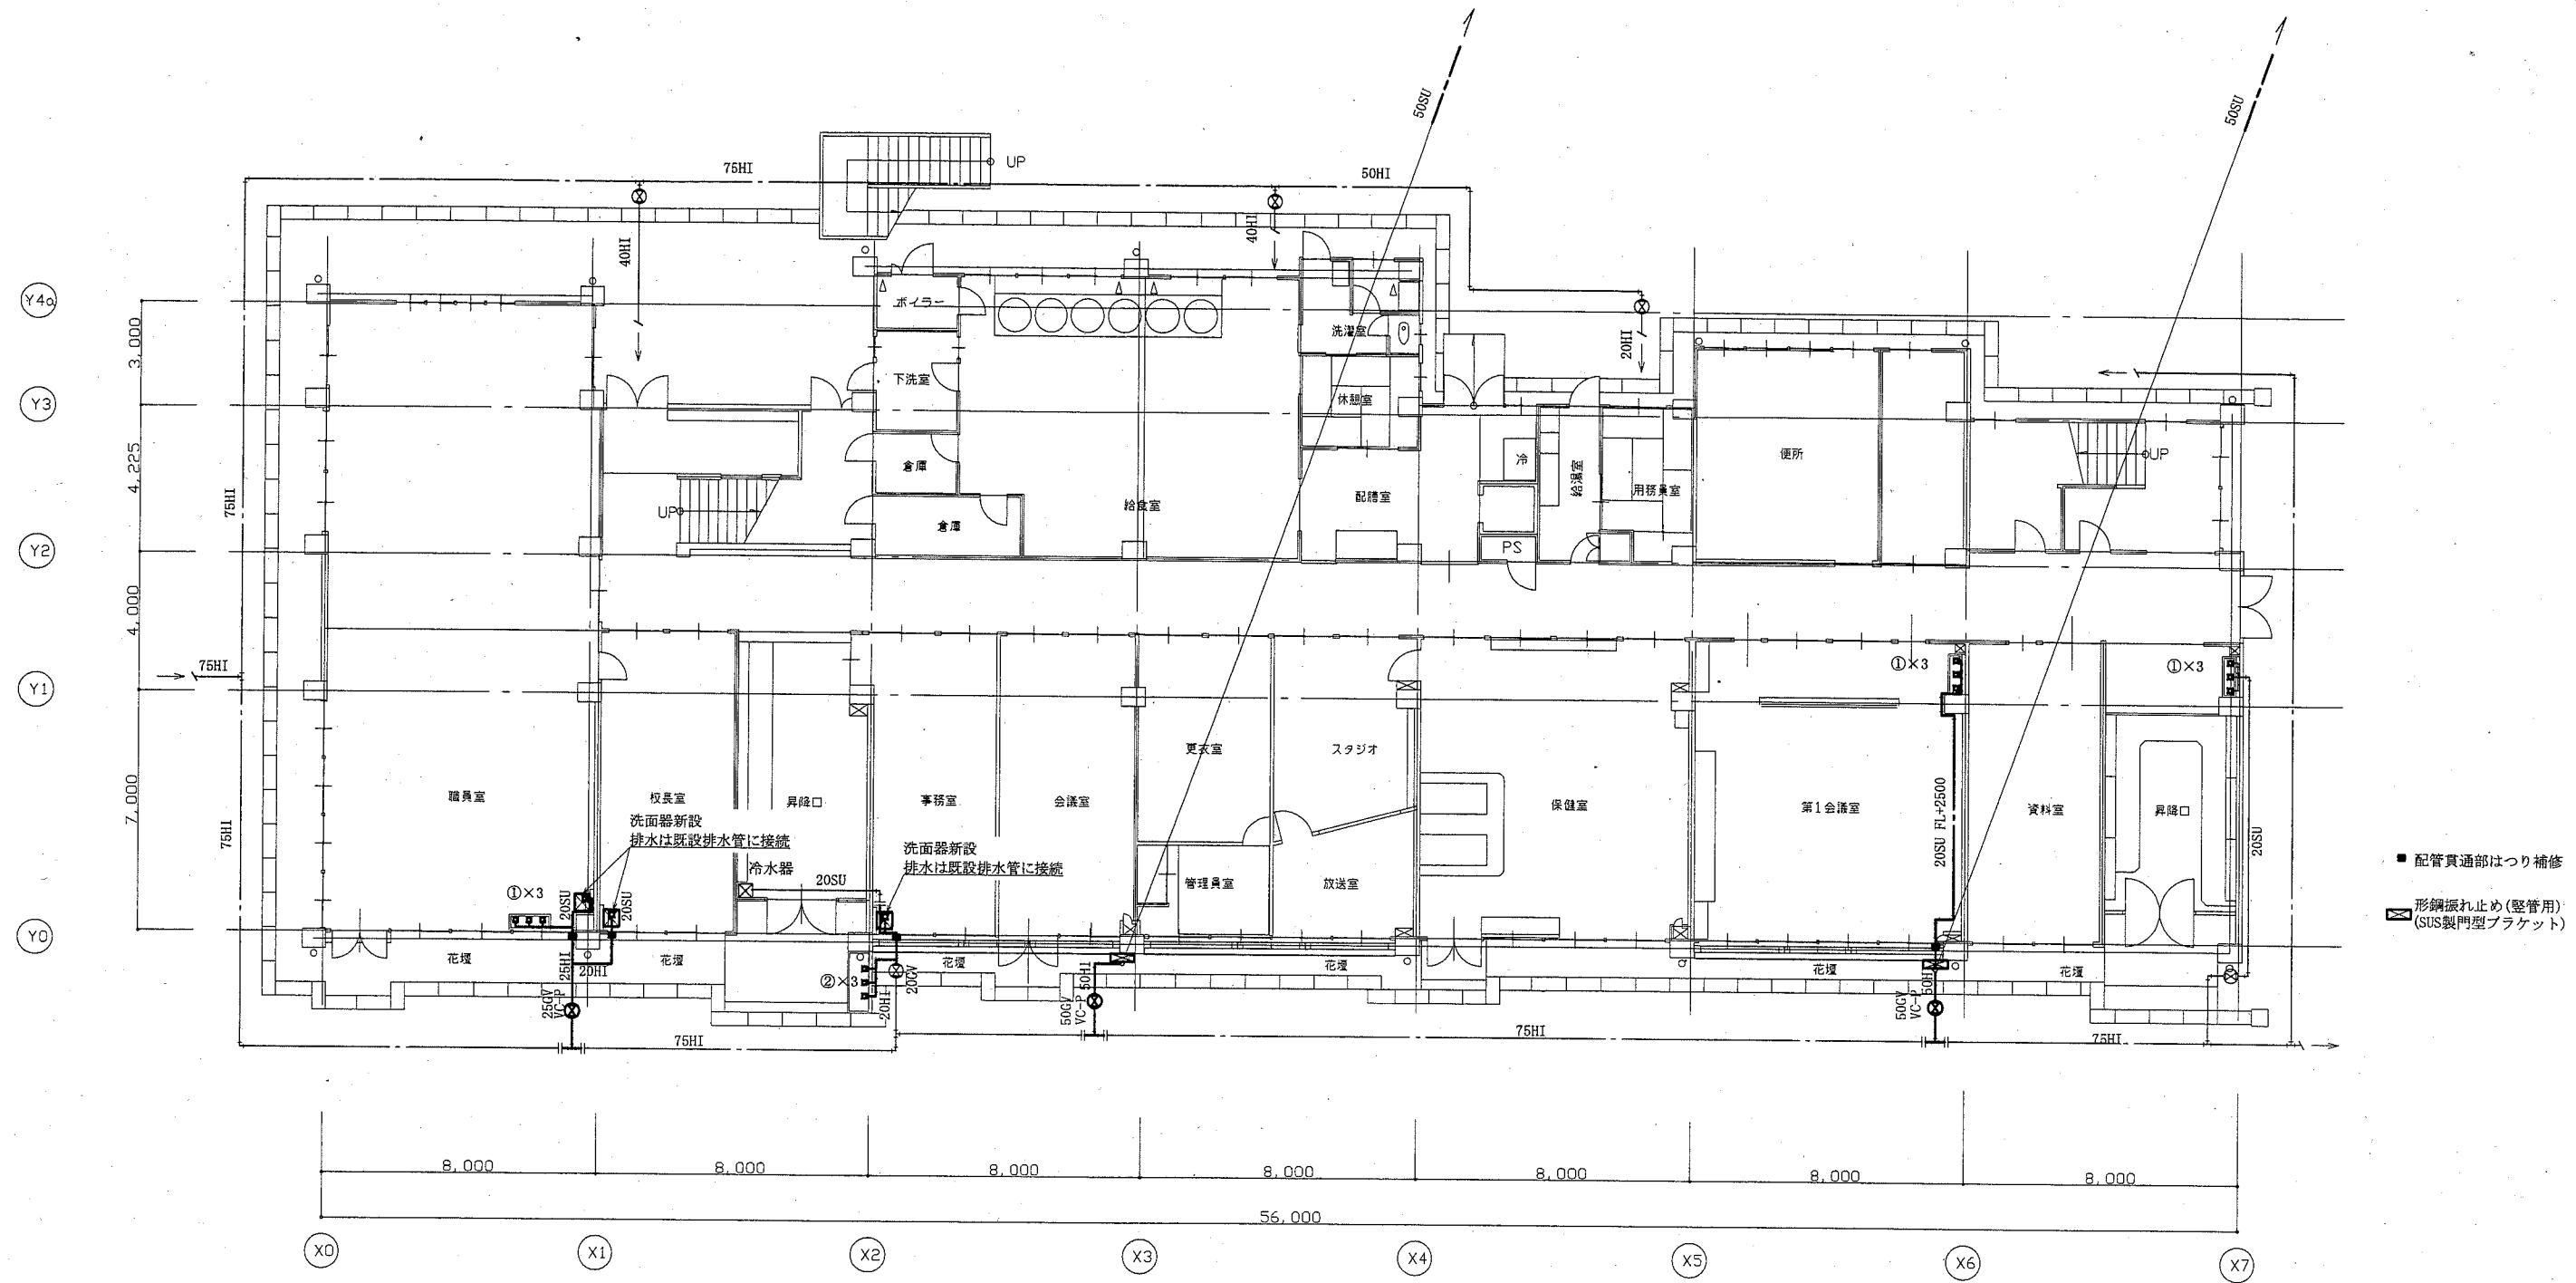 50SU
50SU
75HI
UP
50HI
40HI
40HI
Y4a
ボイラー
洗濯室
20HI
3,000
下洗室
休憩室
Y3
倉庫
冷
給湯室
便所
UP
4,225
75HI
UP
倉庫
給食室
配膳室
用務員室
PS
Y2
4,000
75HI
①×3
①×3
Y1
更衣室
スタジオ
7,000
75HI
職員室
校長室
昇降口
事務室
会議室
保健室
第1会議室
20SU FL+2500
資料室
昇降口
20SU
洗面器新設
排水は既設排水管に接続
洗面器新設
排水は既設排水管に接続
冷水器
20SU
管理員室
放送室
■ 配管貫通部はつり補修
形鋼振れ止め(竪管用)
(SUS製門型ブラケット)
①×3
20SU
20SU
Y0
花壇
25HI
20HI
花壇
②×3
20HI
20GV
花壇
50HI
花壇
花壇
50HI
花壇
25GV
VC-P
50GV
VC-P
50GV
VC-P
75HI
75HI
75HI
8,000
8,000
8,000
8,000
8,000
8,000
8,000
56,000
X0
X1
X2
X3
X4
X5
X6
X7